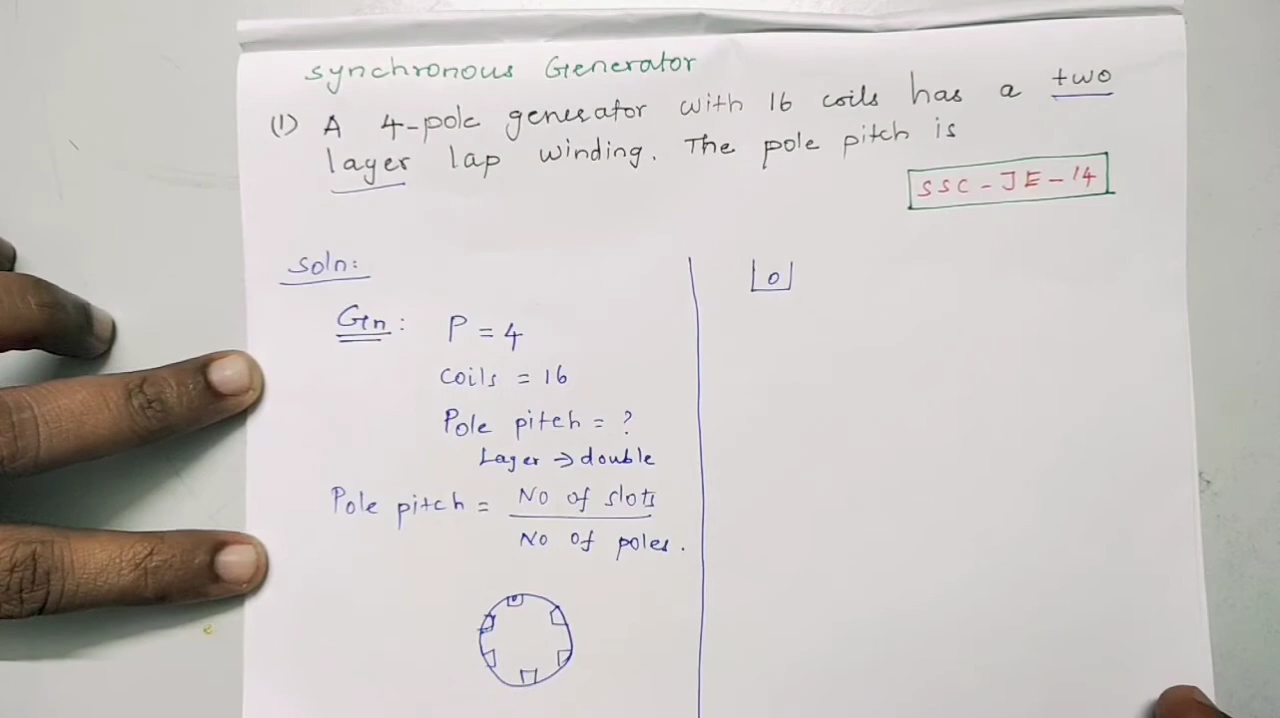 Synchronous Generator
(1) A 4-pole generator with 16 coils has a two
layer lap winding. The pole pitch is
SSC-JE-14
Soln:
Gn: P = 4
Coils = 16
Pole pitch = ?
Layer → double
Pole pitch = No of slots
No of poles.